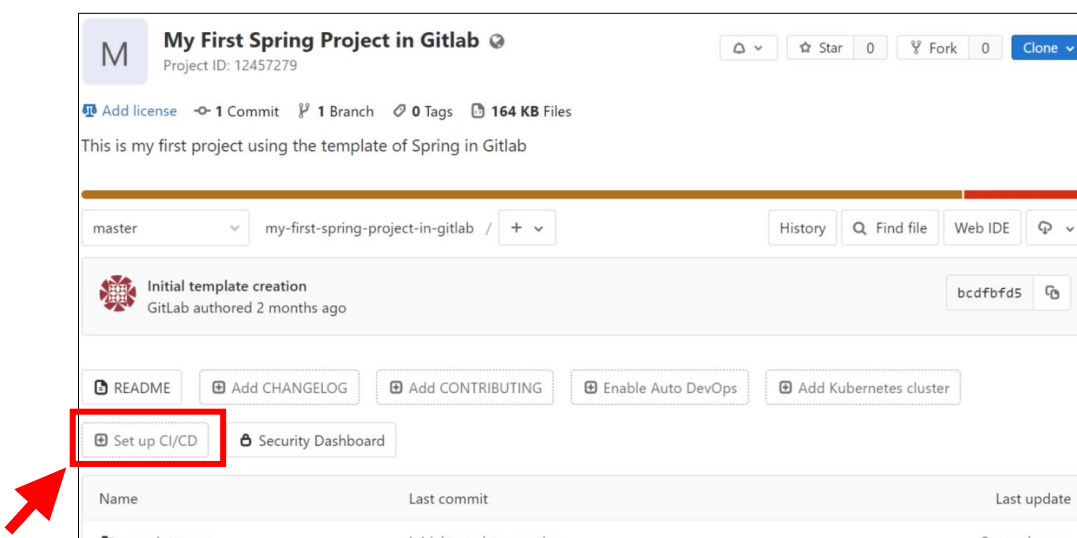 M
My First Spring Project in Gitlab
Project ID: 12457279
Star 0 Fork 0 Clone
Add license 1 Commit 1 Branch 0 Tags 164 KB Files
This is my first project using the template of Spring in Gitlab
master my-first-spring-project-in-gitlab / + History Find file Web IDE
Initial template creation
GitLab authored 2 months ago
bcdfbfd5
README Add CHANGELOG Add CONTRIBUTING Enable Auto DevOps Add Kubernetes cluster
Set up CI/CD Security Dashboard
Name Last commit Last update